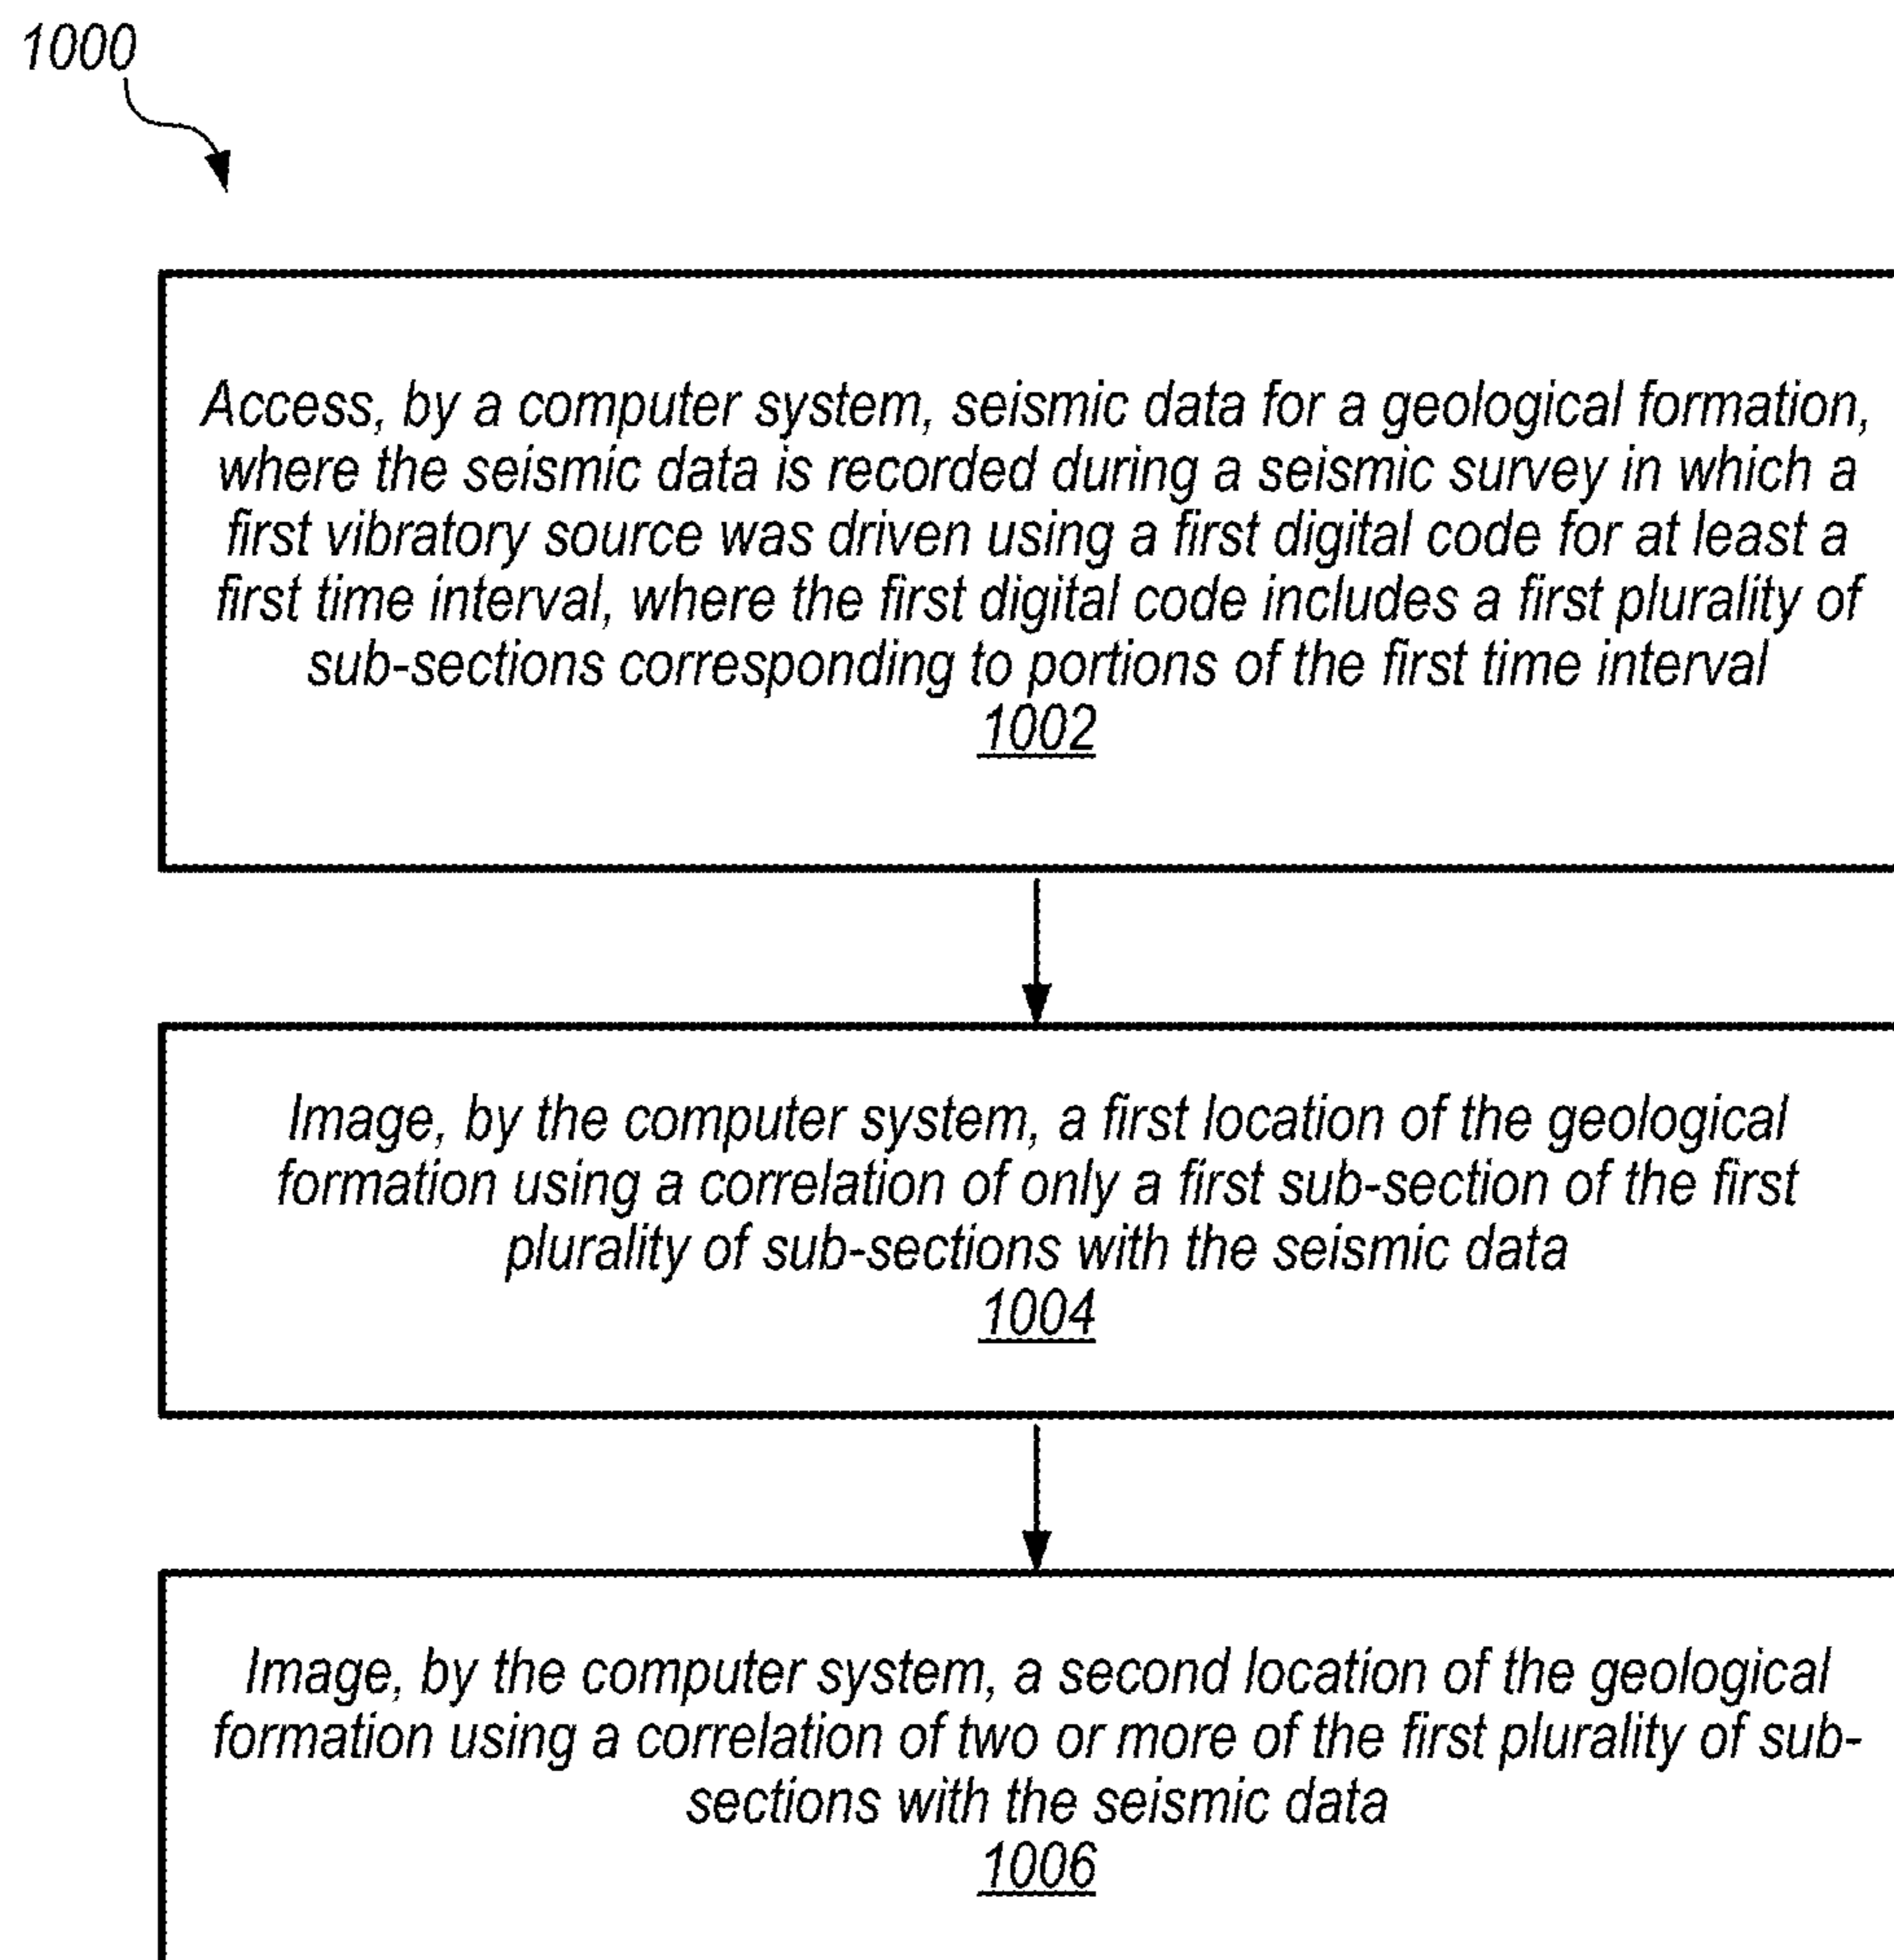 1000
Access, by a computer system, seismic data for a geological formation,
where the seismic data is recorded during a seismic survey in which a
first vibratory source was driven using a first digital code for at least a
first time interval, where the first digital code includes a first plurality of
sub-sections corresponding to portions of the first time interval
1002
Image, by the computer system, a first location of the geological
formation using a correlation of only a first sub-section of the first
plurality of sub-sections with the seismic data
1004
Image, by the computer system, a second location of the geological
formation using a correlation of two or more of the first plurality of sub-
sections with the seismic data
1006